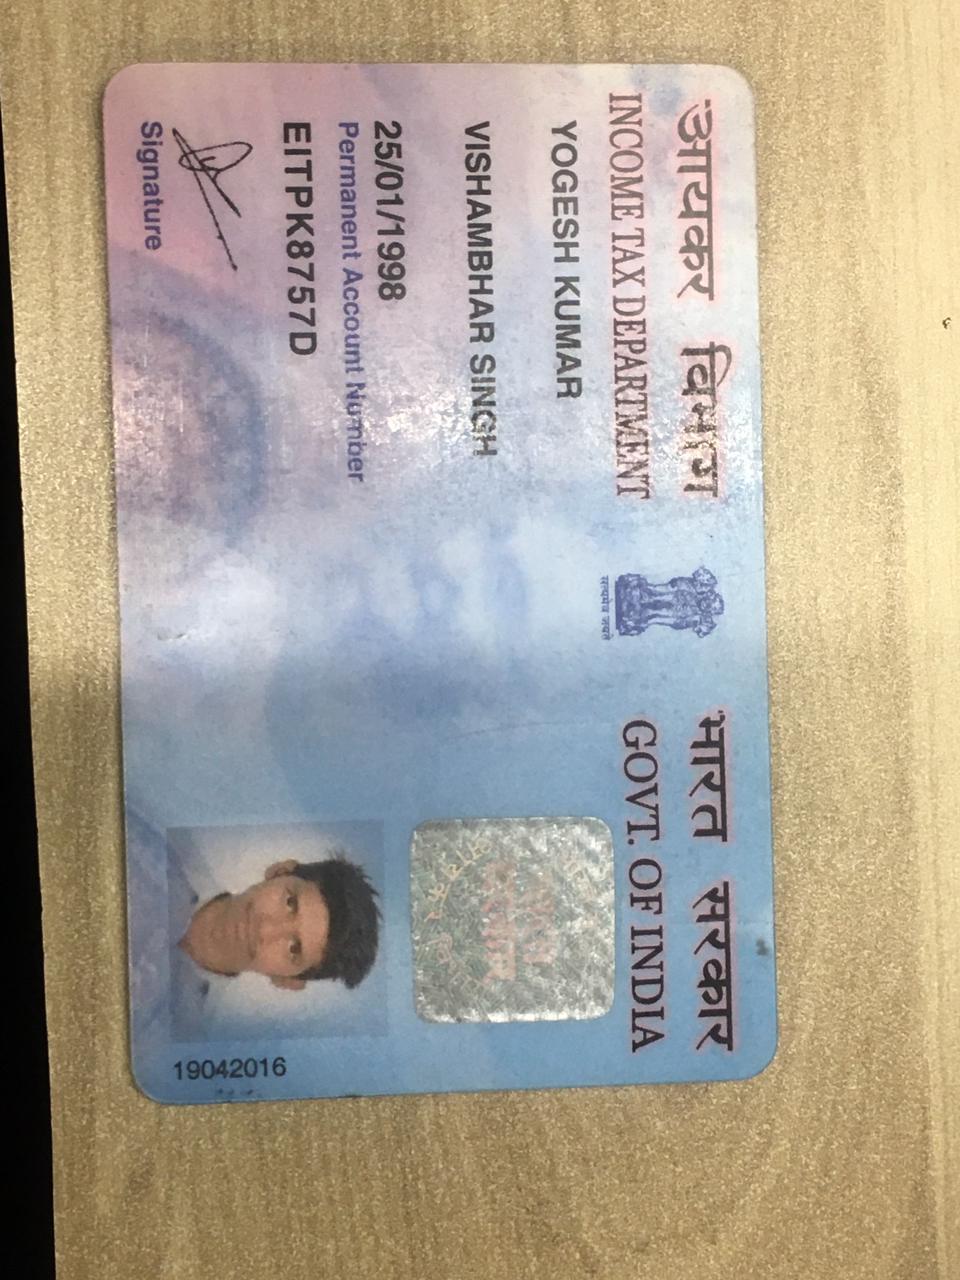 आयकर विभाग
INCOME TAX DEPARTMENT
भारत सरकार
GOVT. OF INDIA
सत्यमेव जयते
YOGESH KUMAR
VISHAMBHAR SINGH
25/01/1998
Permanent Account Number
EITPK8757D
Signature
19042016